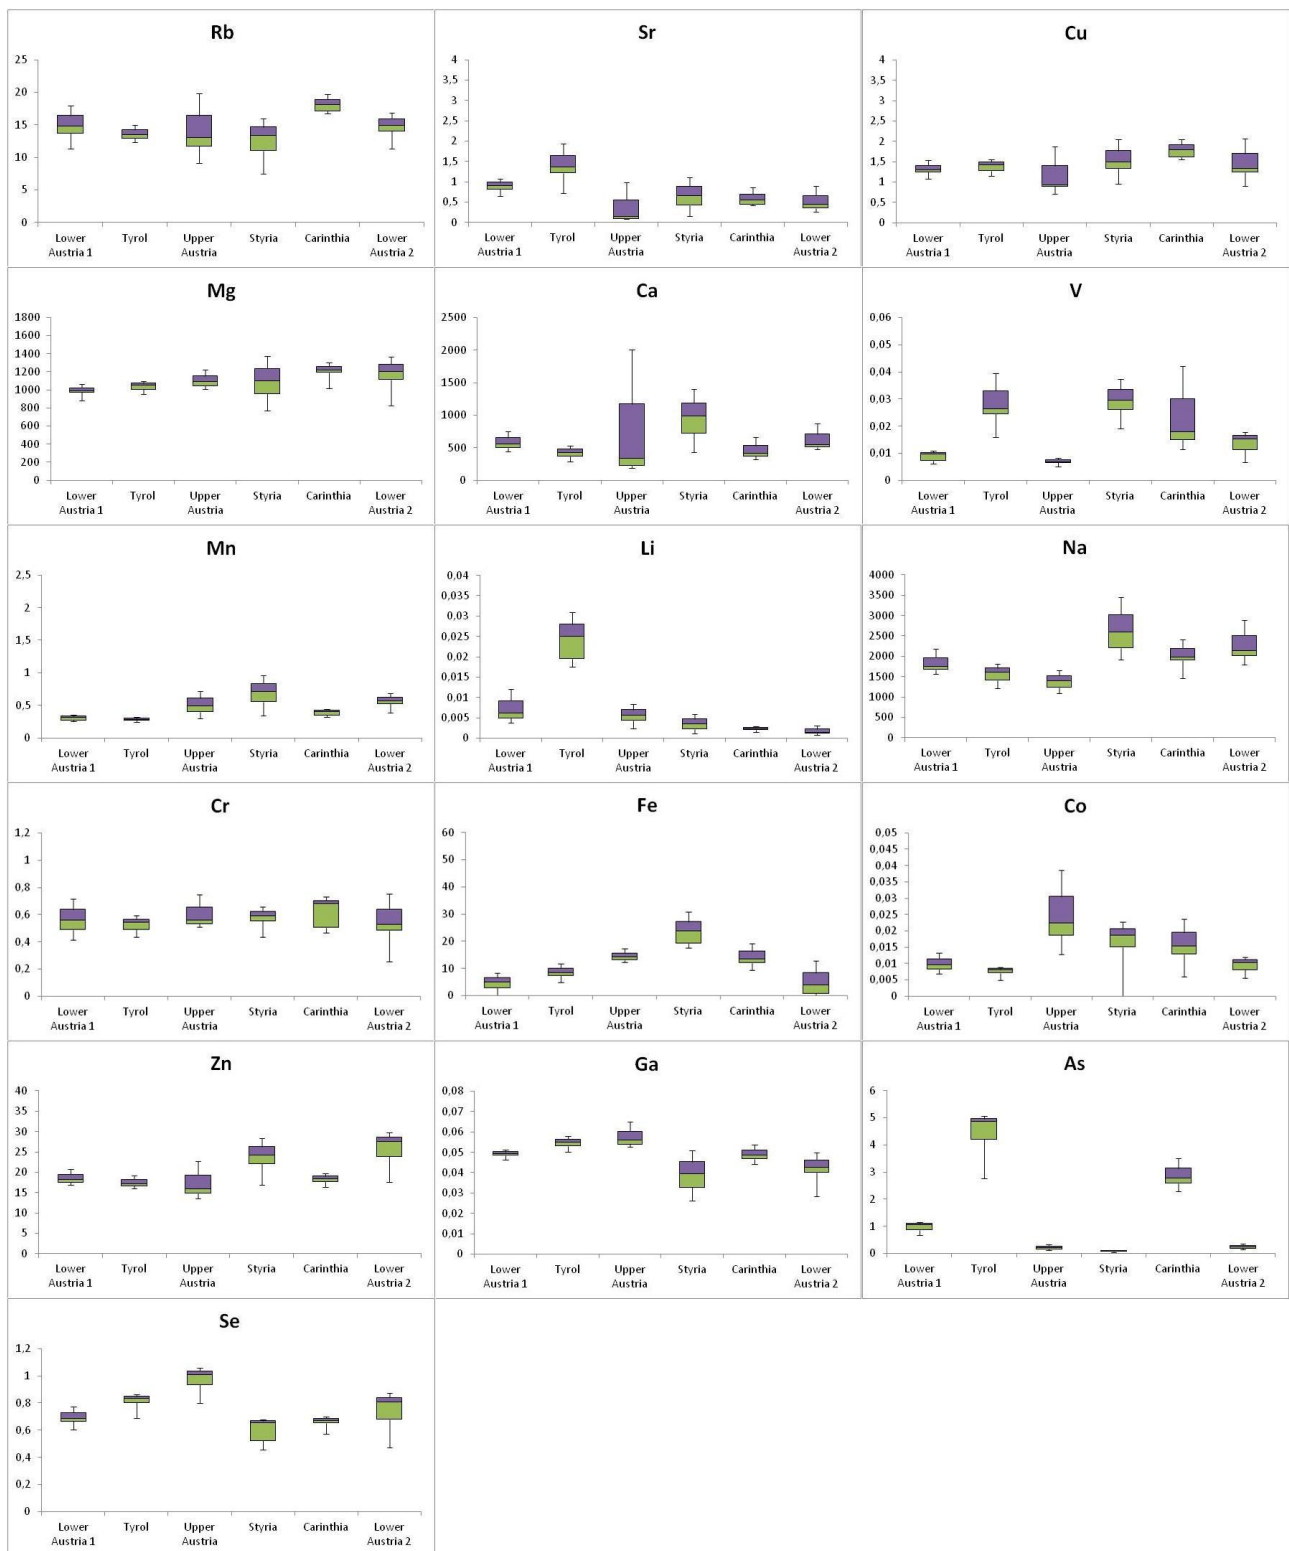 Rb
25
20
15
10
5
0
Lower Tyrol Upper Styria Carinthia Lower
Austria 1 Austria Austria 2
Sr
4
3,5
3
2,5
2
1,5
1
0,5
0
Lower Tyrol Upper Styria Carinthia Lower
Austria 1 Austria Austria 2
Cu
4
3,5
3
2,5
2
1,5
1
0,5
0
Lower Tyrol Upper Styria Carinthia Lower
Austria 1 Austria Austria 2
Mg
1800
1600
1400
1200
1000
800
600
400
200
0
Lower Tyrol Upper Styria Carinthia Lower
Austria 1 Austria Austria 2
Ca
2500
2000
1500
1000
500
0
Lower Tyrol Upper Styria Carinthia Lower
Austria 1 Austria Austria 2
V
0,06
0,05
0,04
0,03
0,02
0,01
0
Lower Tyrol Upper Styria Carinthia Lower
Austria 1 Austria Austria 2
Mn
2,5
2
1,5
1
0,5
0
Lower Tyrol Upper Styria Carinthia Lower
Austria 1 Austria Austria 2
Li
0,04
0,035
0,03
0,025
0,02
0,015
0,01
0,005
0
Lower Tyrol Upper Styria Carinthia Lower
Austria 1 Austria Austria 2
Na
4000
3500
3000
2500
2000
1500
1000
500
0
Lower Tyrol Upper Styria Carinthia Lower
Austria 1 Austria Austria 2
Cr
1,2
1
0,8
0,6
0,4
0,2
0
Lower Tyrol Upper Styria Carinthia Lower
Austria 1 Austria Austria 2
Fe
60
50
40
30
20
10
0
Lower Tyrol Upper Styria Carinthia Lower
Austria 1 Austria Austria 2
Co
0,05
0,045
0,04
0,035
0,03
0,025
0,02
0,015
0,01
0,005
0
Lower Tyrol Upper Styria Carinthia Lower
Austria 1 Austria Austria 2
Zn
40
35
30
25
20
15
10
5
0
Lower Tyrol Upper Styria Carinthia Lower
Austria 1 Austria Austria 2
Ga
0,08
0,07
0,06
0,05
0,04
0,03
0,02
0,01
0
Lower Tyrol Upper Styria Carinthia Lower
Austria 1 Austria Austria 2
As
6
5
4
3
2
1
0
Lower Tyrol Upper Styria Carinthia Lower
Austria 1 Austria Austria 2
Se
1,2
1
0,8
0,6
0,4
0,2
0
Lower Tyrol Upper Styria Carinthia Lower
Austria 1 Austria Austria 2